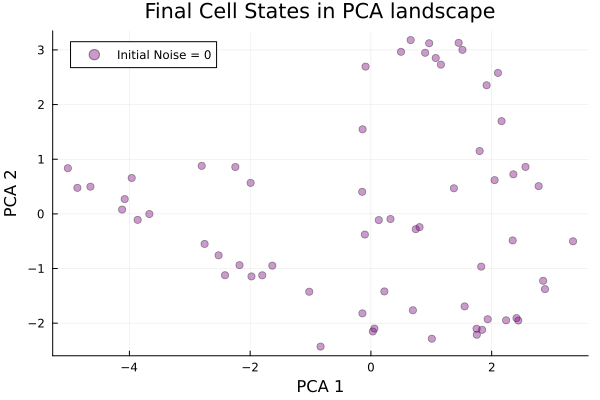 Final Cell States in PCA landscape
Initial Noise = 0
PCA 2
3
2
1
0
−1
−2
−4
−2
0
2
PCA 1